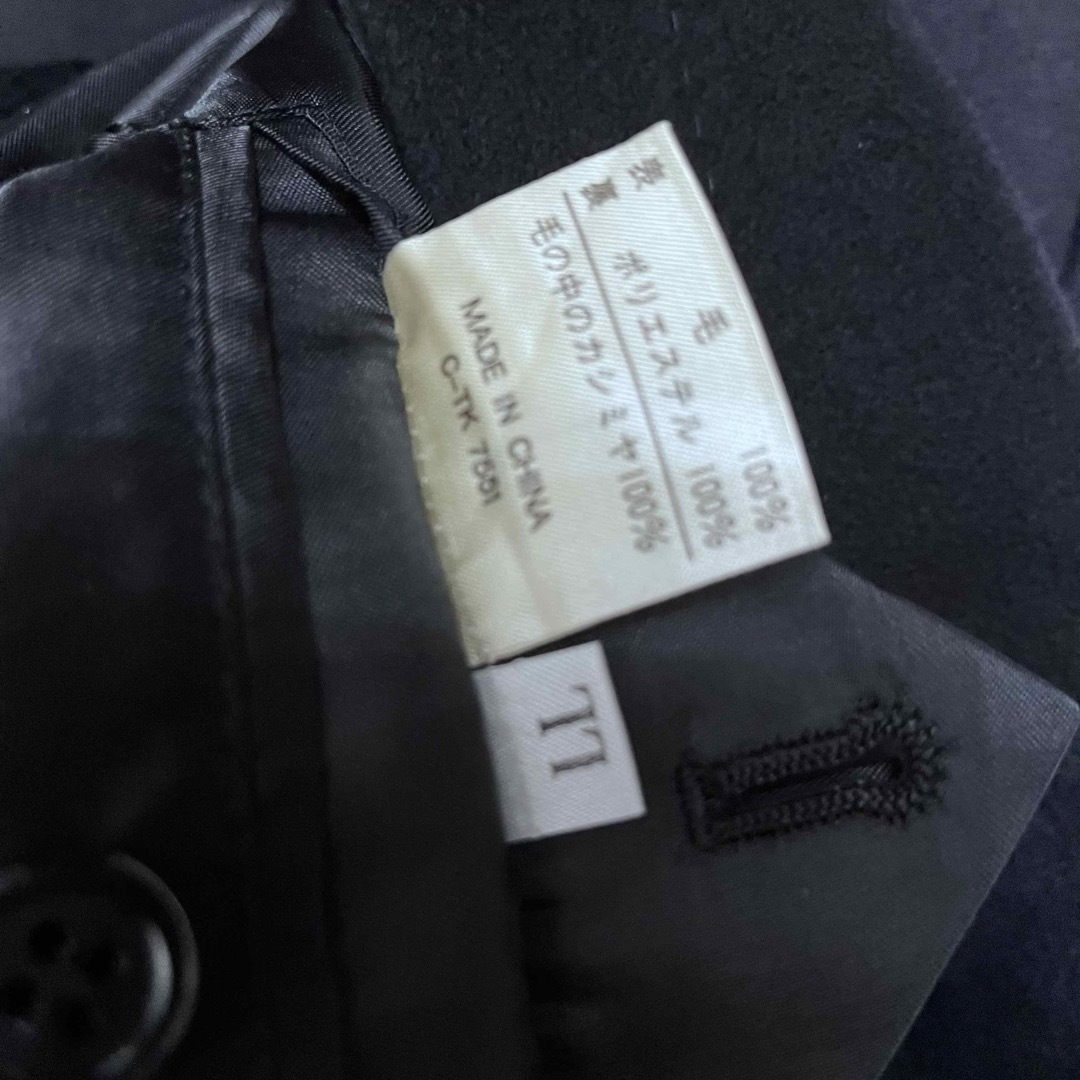 表 毛 100%
裏 ポリエステル 100%
毛の中のカシミヤ100%
MADE IN CHINA
C-TK 7551
LL